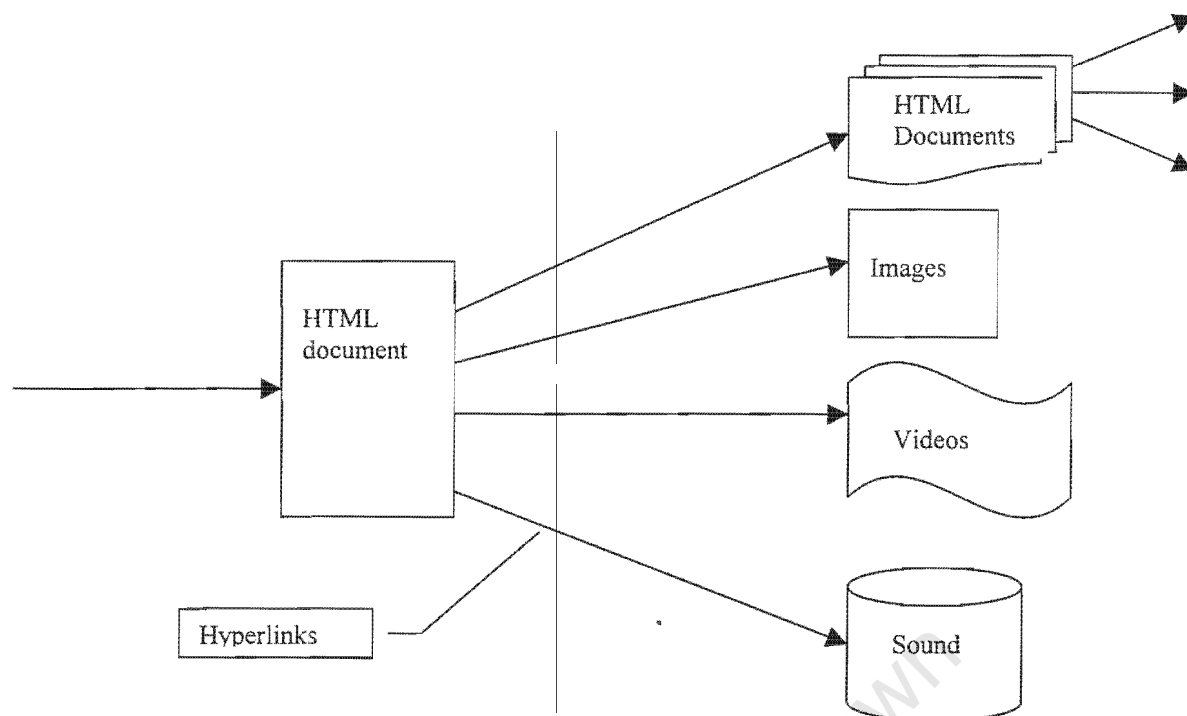 HTML
Documents
Images
HTML
document
Videos
Hyperlinks
Sound